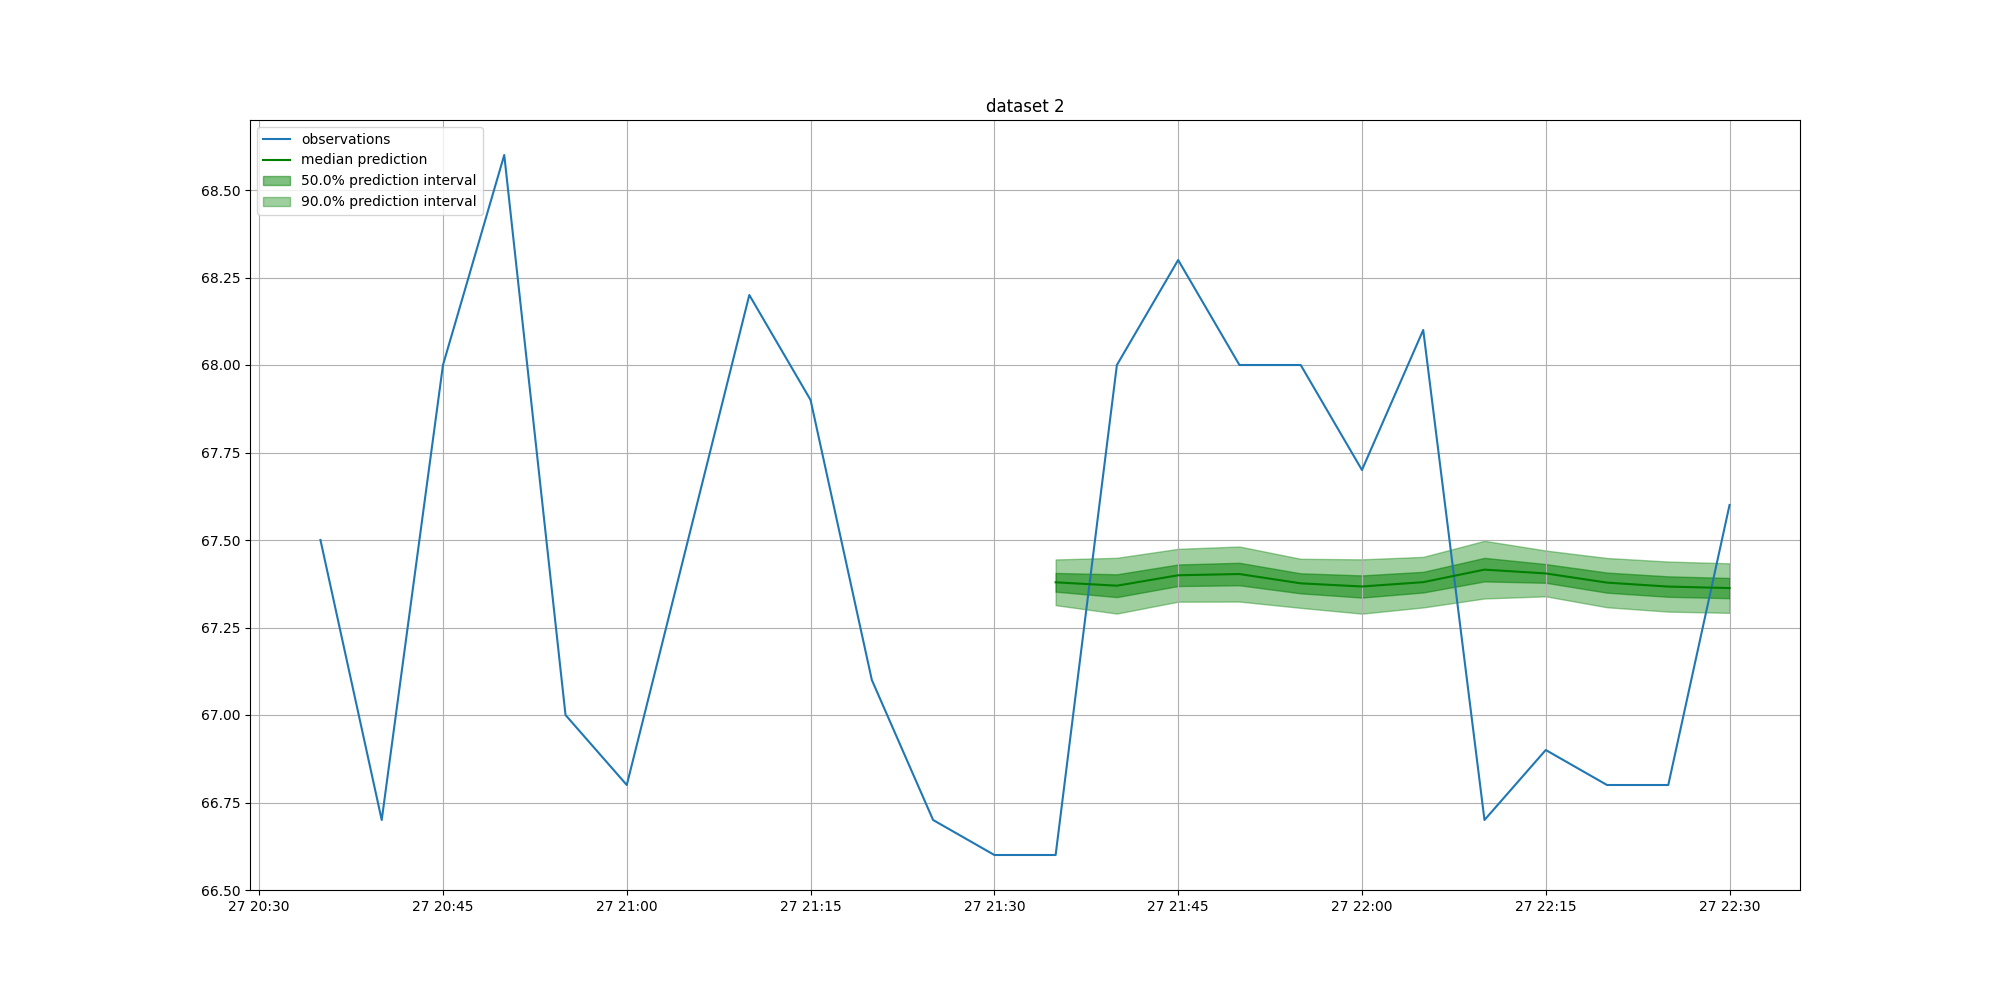 dataset 2
observations
median prediction
50.0% prediction interval
90.0% prediction interval
68.50
68.25
68.00
67.75
67.50
67.25
67.00
66.75
66.50
27 20:30 27 20:45 27 21:00 27 21:15 27 21:30 27 21:45 27 22:00 27 22:15 27 22:30